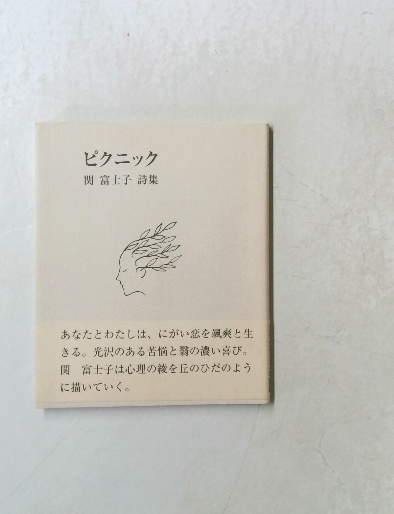 ピクニック
関 富士子 詩集
あなたとわたしは、にがい恋を颯爽と生
きる。光沢のある苦悩と翳の濃い喜び。
関　富士子は心理の綾を丘のひだのよう
に描いていく。